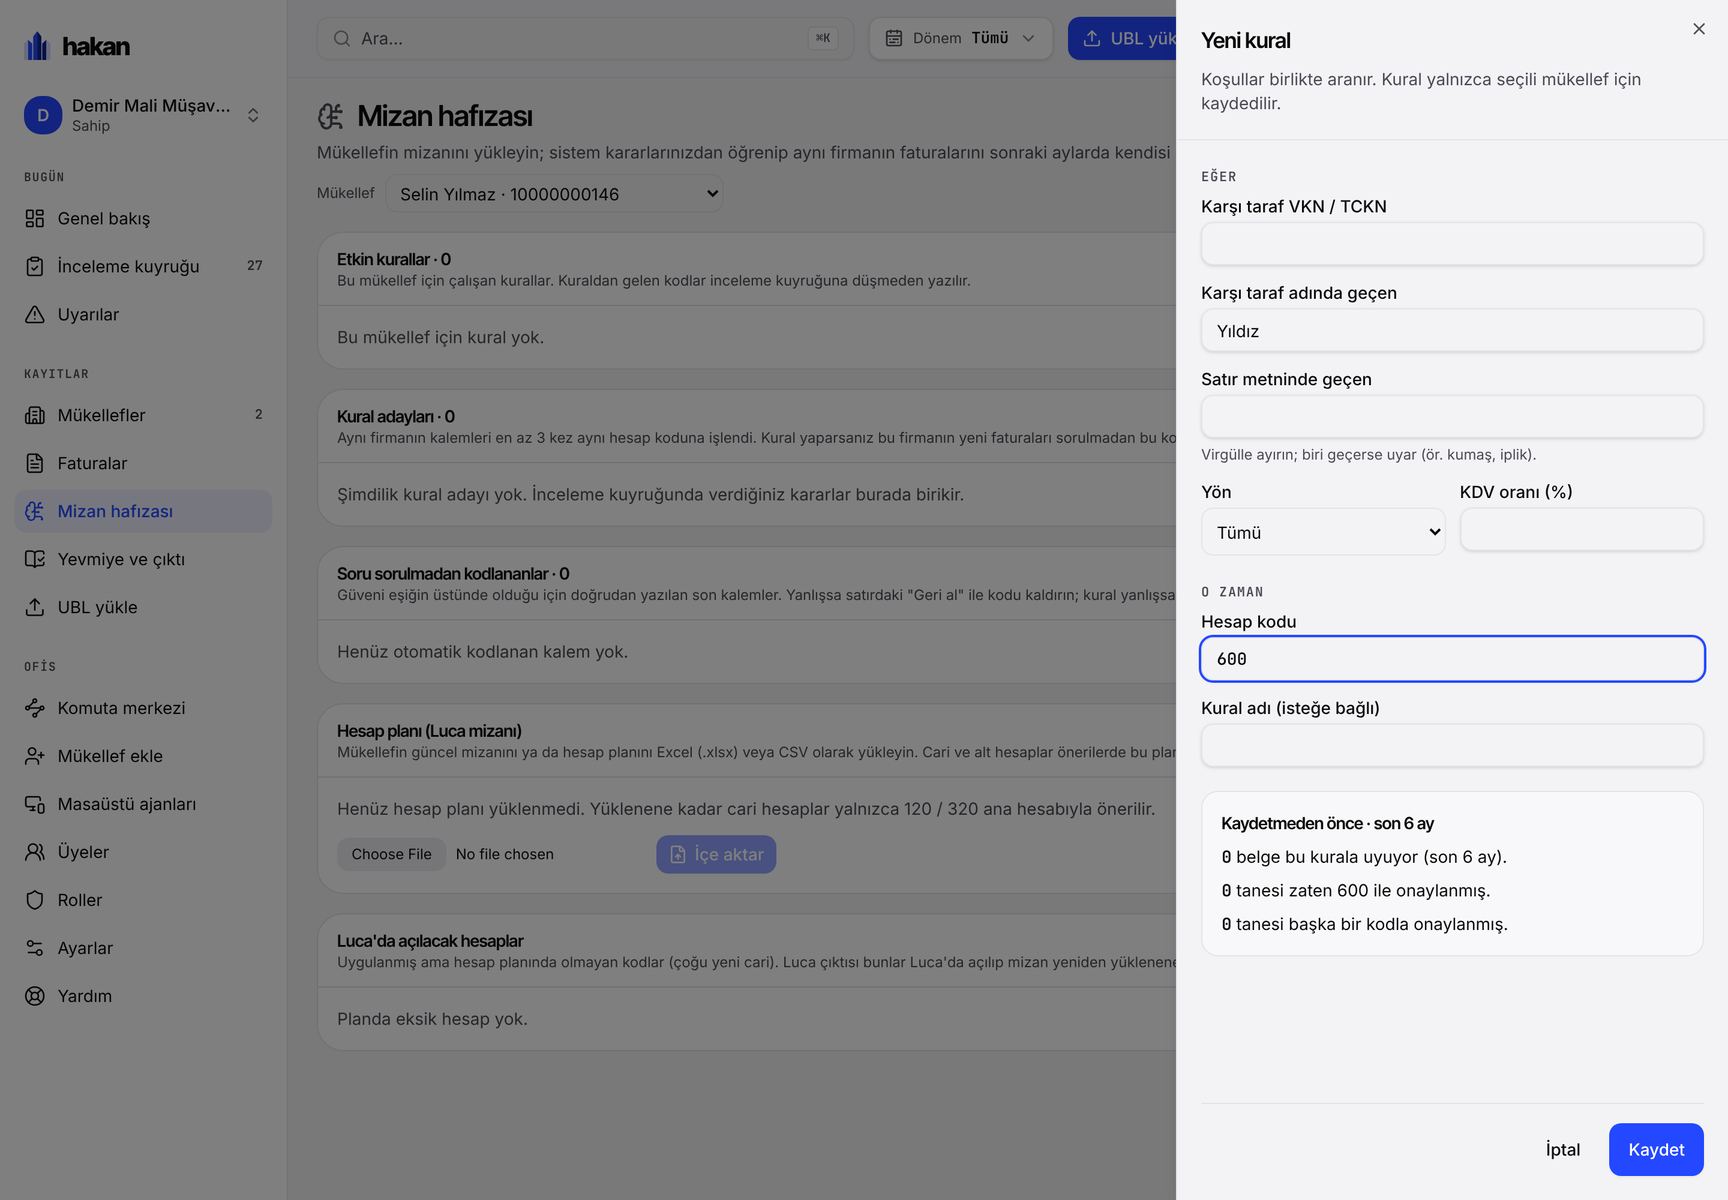 hakan
D
Demir Mali Müşav...
Sahip
BUGÜN
Genel bakış
İnceleme kuyruğu 27
Uyarılar
KAYITLAR
Mükellefler 2
Faturalar
Mizan hafızası
Yevmiye ve çıktı
UBL yükle
OFİS
Komuta merkezi
Mükellef ekle
Masaüstü ajanları
Üyeler
Roller
Ayarlar
Yardım
Ara... ⌘K
Dönem Tümü
UBL yük
Mizan hafızası
Mükellefin mizanını yükleyin; sistem kararlarınızdan öğrenip aynı firmanın faturalarını sonraki aylarda kendisi
Mükellef Selin Yılmaz · 10000000146
Etkin kurallar · 0
Bu mükellef için çalışan kurallar. Kuraldan gelen kodlar inceleme kuyruğuna düşmeden yazılır.
Bu mükellef için kural yok.
Kural adayları · 0
Aynı firmanın kalemleri en az 3 kez aynı hesap koduna işlendi. Kural yaparsanız bu firmanın yeni faturaları sorulmadan bu ko
Şimdilik kural adayı yok. İnceleme kuyruğunda verdiğiniz kararlar burada birikir.
Soru sorulmadan kodlananlar · 0
Güveni eşiğin üstünde olduğu için doğrudan yazılan son kalemler. Yanlışsa satırdaki "Geri al" ile kodu kaldırın; kural yanlışsa
Henüz otomatik kodlanan kalem yok.
Hesap planı (Luca mizanı)
Mükellefin güncel mizanını ya da hesap planını Excel (.xlsx) veya CSV olarak yükleyin. Cari ve alt hesaplar önerilerde bu plan
Henüz hesap planı yüklenmedi. Yüklenene kadar cari hesaplar yalnızca 120 / 320 ana hesabıyla önerilir.
Choose File No file chosen İçe aktar
Luca'da açılacak hesaplar
Uygulanmış ama hesap planında olmayan kodlar (çoğu yeni cari). Luca çıktısı bunlar Luca'da açılıp mizan yeniden yüklenene
Planda eksik hesap yok.
Yeni kural
Koşullar birlikte aranır. Kural yalnızca seçili mükellef için
kaydedilir.
EĞER
Karşı taraf VKN / TCKN
Karşı taraf adında geçen
Yıldız
Satır metninde geçen
Virgülle ayırın; biri geçerse uyar (ör. kumaş, iplik).
Yön KDV oranı (%)
Tümü
O ZAMAN
Hesap kodu
600
Kural adı (isteğe bağlı)
Kaydetmeden önce · son 6 ay
0 belge bu kurala uyuyor (son 6 ay).
0 tanesi zaten 600 ile onaylanmış.
0 tanesi başka bir kodla onaylanmış.
İptal Kaydet